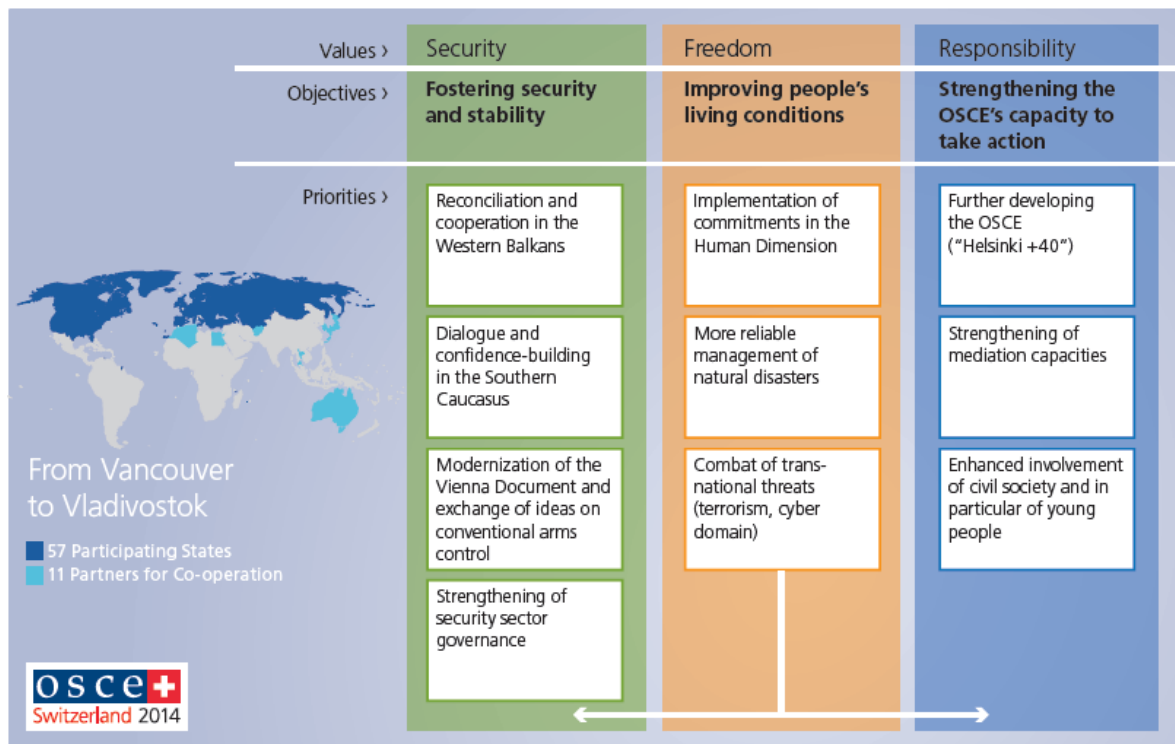 Values ›
Security
Freedom
Responsibility
Objectives ›
Fostering security
and stability
Improving people's
living conditions
Strengthening the
OSCE's capacity to
take action
Priorities ›
Reconciliation and
cooperation in the
Western Balkans
Dialogue and
confidence-building
in the Southern
Caucasus
Modernization of the
Vienna Document and
exchange of ideas on
conventional arms
control
Strengthening of
security sector
governance
Implementation of
commitments in the
Human Dimension
More reliable
management of
natural disasters
Combat of trans-
national threats
(terrorism, cyber
domain)
Further developing
the OSCE
("Helsinki +40")
Strengthening of
mediation capacities
Enhanced involvement
of civil society and in
particular of young
people
From Vancouver
to Vladivostok
57 Participating States
11 Partners for Co-operation
osce
Switzerland 2014